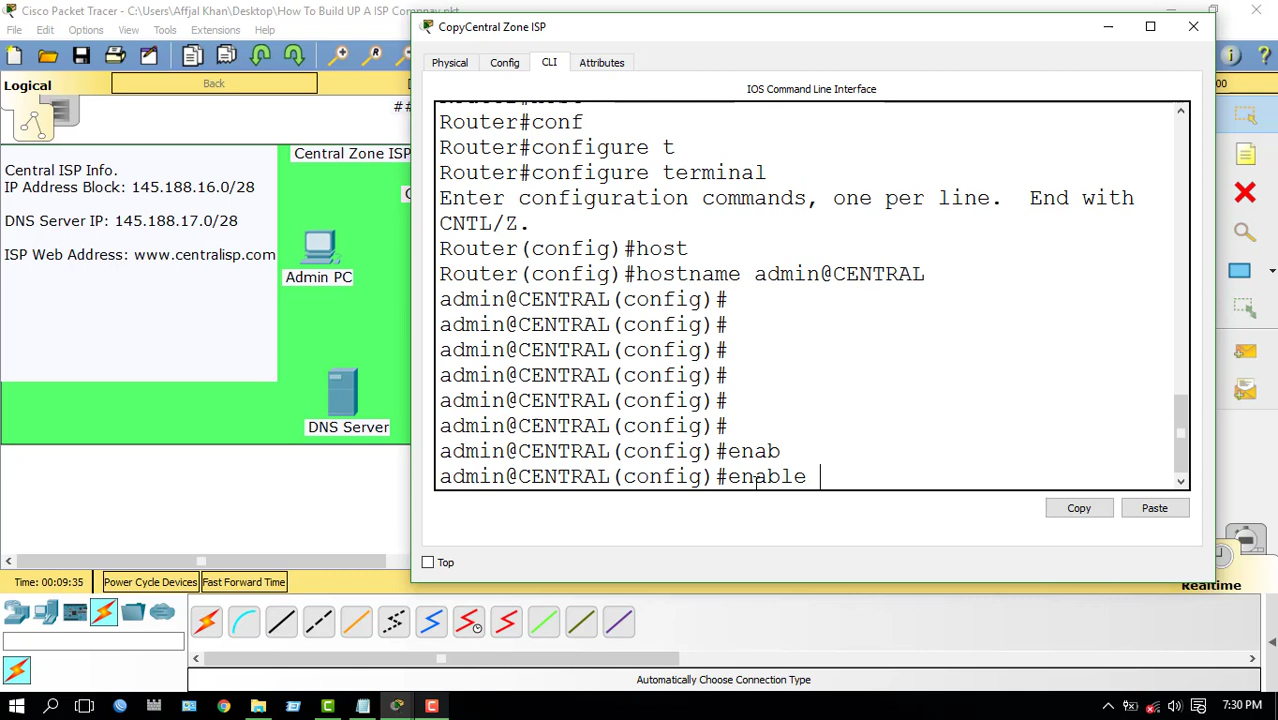 Cisco Packet Tracer - C:\Users\Affjal Khan\Desktop\How To Build UP A ISP Compnay.pkt
File Edit Options View Tools Extensions Help
Logical
Back
##
Central ISP Info.
IP Address Block: 145.188.16.0/28
DNS Server IP: 145.188.17.0/28
ISP Web Address: www.centralisp.com
Central Zone ISP
Admin PC
DNS Server
CopyCentral Zone ISP
Physical Config CLI Attributes
IOS Command Line Interface
Router#conf
Router#configure t
Router#configure terminal
Enter configuration commands, one per line. End with
CNTL/Z.
Router(config)#host
Router(config)#hostname admin@CENTRAL
admin@CENTRAL(config)#
admin@CENTRAL(config)#
admin@CENTRAL(config)#
admin@CENTRAL(config)#
admin@CENTRAL(config)#
admin@CENTRAL(config)#
admin@CENTRAL(config)#enab
admin@CENTRAL(config)#enable
Copy Paste
Top
Time: 00:09:35 Power Cycle Devices Fast Forward Time
Realtime
Automatically Choose Connection Type
7:30 PM